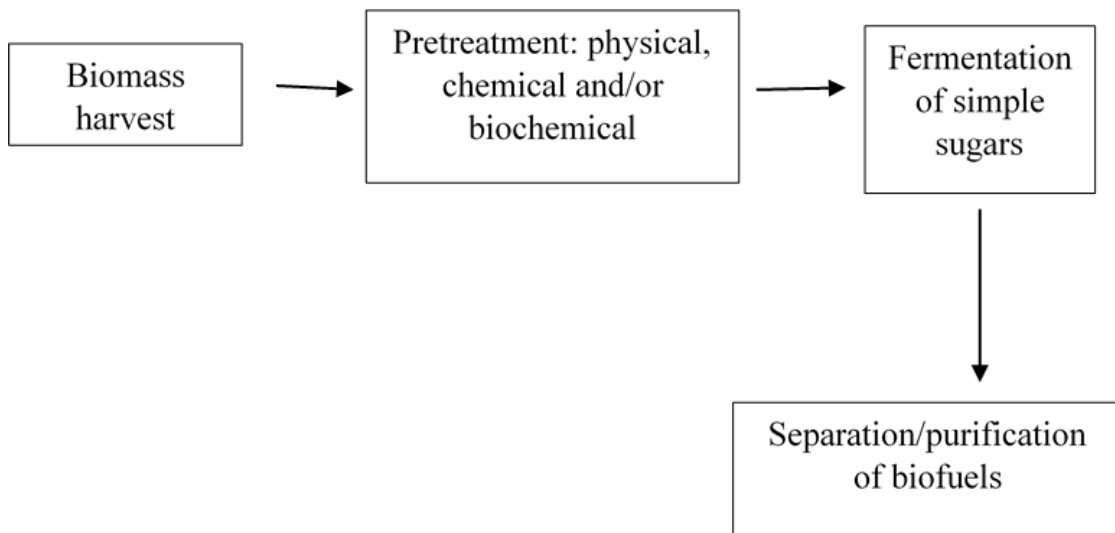 Biomass
harvest
Pretreatment: physical,
chemical and/or
biochemical
Fermentation
of simple
sugars
Separation/purification
of biofuels